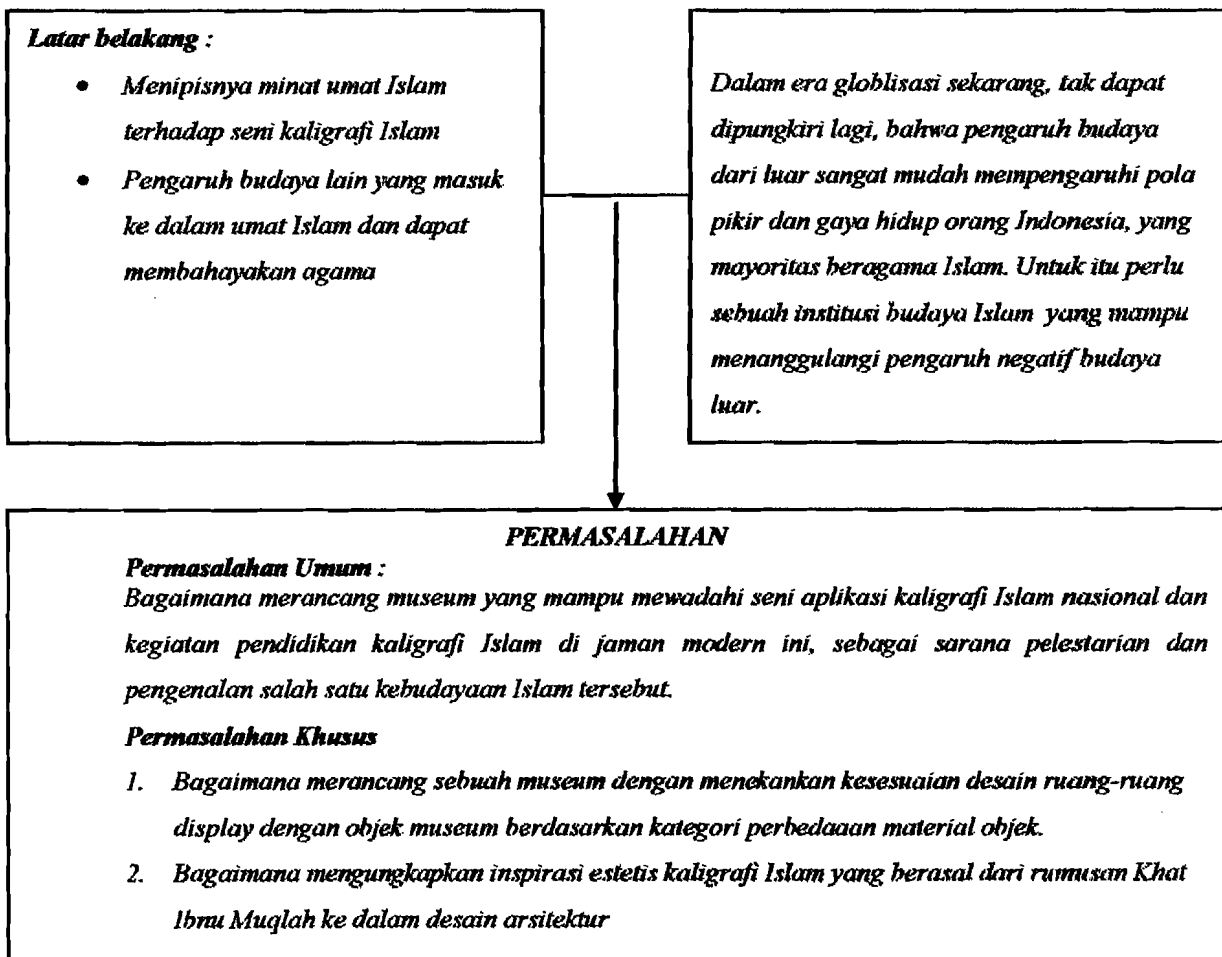 Latar belakang :
• Menipisnya minat umat Islam
terhadap seni kaligrafi Islam
• Pengaruh budaya lain yang masuk
ke dalam umat Islam dan dapat
membahayakan agama
Dalam era globlisasi sekarang, tak dapat
dipungkiri lagi, bahwa pengaruh budaya
dari luar sangat mudah mempengaruhi pola
pikir dan gaya hidup orang Indonesia, yang
mayoritas beragama Islam. Untuk itu perlu
sebuah institusi budaya Islam yang mampu
menanggulangi pengaruh negatif budaya
luar.
PERMASALAHAN
Permasalahan Umum :
Bagaimana merancang museum yang mampu mewadahi seni aplikasi kaligrafi Islam nasional dan
kegiatan pendidikan kaligrafi Islam di jaman modern ini, sebagai sarana pelestarian dan
pengenalan salah satu kebudayaan Islam tersebut.
Permasalahan Khusus
1. Bagaimana merancang sebuah museum dengan menekankan kesesuaian desain ruang-ruang
display dengan objek museum berdasarkan kategori perbedaaan material objek.
2. Bagaimana mengungkapkan inspirasi estetis kaligrafi Islam yang berasal dari rumusan Khat
Ibnu Muqlah ke dalam desain arsitektur